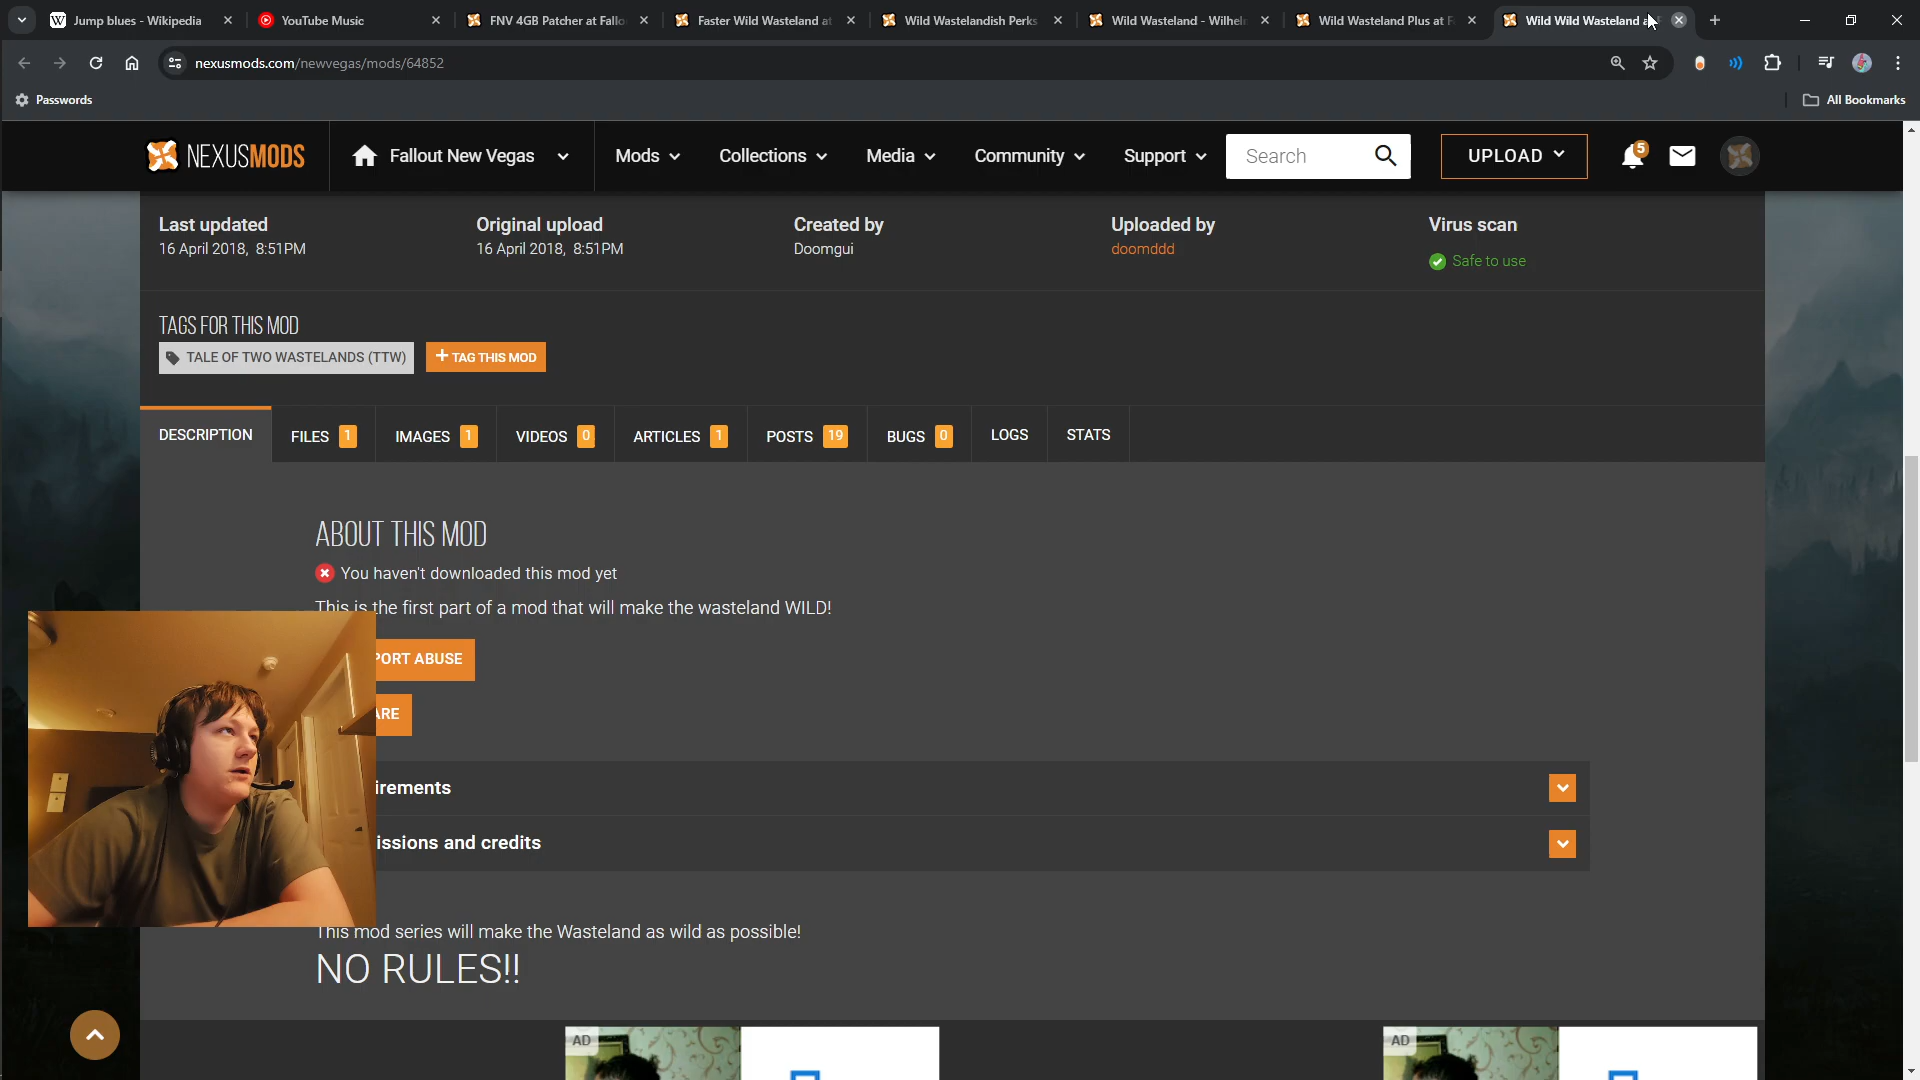 Jump blues - Wikipedia
YouTube Music
FNV 4GB Patcher at Fallo
Faster Wild Wasteland at
Wild Wastelandish Perks
Wild Wasteland - Wilhel
Wild Wasteland Plus at F
Wild Wild Wasteland a
nexusmods.com/newvegas/mods/64852
Passwords
All Bookmarks
NEXUSMODS
Fallout New Vegas
Mods
Collections
Media
Community
Support
Search
UPLOAD
5
Last updated
16 April 2018, 8:51PM
Original upload
16 April 2018, 8:51PM
Created by
Doomgui
Uploaded by
doomddd
Virus scan
Safe to use
TAGS FOR THIS MOD
TALE OF TWO WASTELANDS (TTW)
+ TAG THIS MOD
DESCRIPTION
FILES 1
IMAGES 1
VIDEOS 0
ARTICLES 1
POSTS 19
BUGS 0
LOGS
STATS
ABOUT THIS MOD
You haven't downloaded this mod yet
This is the first part of a mod that will make the wasteland WILD!
PORT ABUSE
ARE
irements
issions and credits
This mod series will make the Wasteland as wild as possible!
NO RULES!!
AD
AD